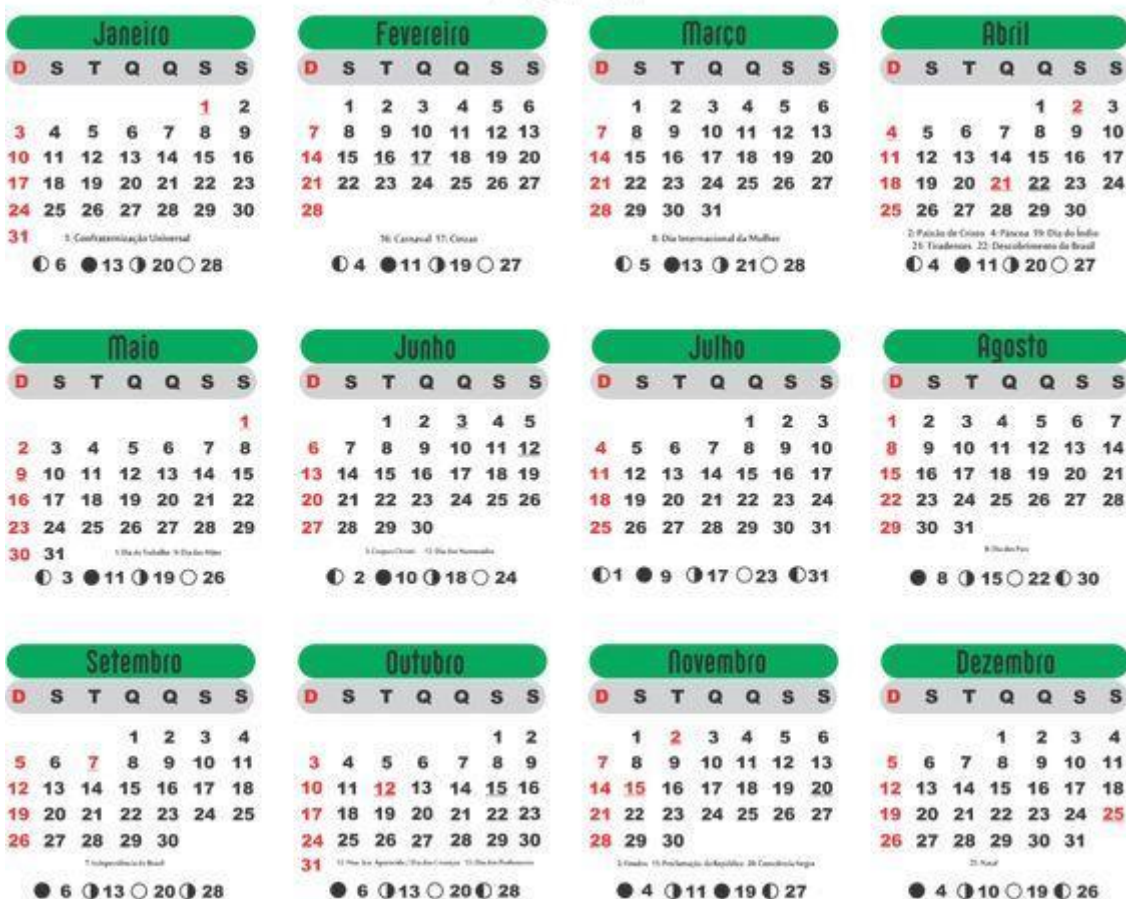 Janeiro
D S T Q Q S S
1 2
3 4 5 6 7 8 9
10 11 12 13 14 15 16
17 18 19 20 21 22 23
24 25 26 27 28 29 30
31
1: Confraternização Universal
6 13 20 28
Fevereiro
D S T Q Q S S
1 2 3 4 5 6
7 8 9 10 11 12 13
14 15 16 17 18 19 20
21 22 23 24 25 26 27
28
16: Carnaval 17: Cinzas
4 11 19 27
Março
D S T Q Q S S
1 2 3 4 5 6
7 8 9 10 11 12 13
14 15 16 17 18 19 20
21 22 23 24 25 26 27
28 29 30 31
8: Dia Internacional da Mulher
5 13 21 28
Abril
D S T Q Q S S
1 2 3
4 5 6 7 8 9 10
11 12 13 14 15 16 17
18 19 20 21 22 23 24
25 26 27 28 29 30
2: Paixão de Cristo 4: Páscoa 19: Dia do Índio
21: Tiradentes 22: Descobrimento do Brasil
4 11 20 27
Maio
D S T Q Q S S
1
2 3 4 5 6 7 8
9 10 11 12 13 14 15
16 17 18 19 20 21 22
23 24 25 26 27 28 29
30 31
1: Dia do Trabalho 9: Dia das Mães
3 11 19 26
Junho
D S T Q Q S S
1 2 3 4 5
6 7 8 9 10 11 12
13 14 15 16 17 18 19
20 21 22 23 24 25 26
27 28 29 30
3: Corpus Christi 12: Dia dos Namorados
2 10 18 24
Julho
D S T Q Q S S
1 2 3
4 5 6 7 8 9 10
11 12 13 14 15 16 17
18 19 20 21 22 23 24
25 26 27 28 29 30 31
1 9 17 23 31
Agosto
D S T Q Q S S
1 2 3 4 5 6 7
8 9 10 11 12 13 14
15 16 17 18 19 20 21
22 23 24 25 26 27 28
29 30 31
8: Dia dos Pais
8 15 22 30
Setembro
D S T Q Q S S
1 2 3 4
5 6 7 8 9 10 11
12 13 14 15 16 17 18
19 20 21 22 23 24 25
26 27 28 29 30
7: Independência do Brasil
6 13 20 28
Outubro
D S T Q Q S S
1 2
3 4 5 6 7 8 9
10 11 12 13 14 15 16
17 18 19 20 21 22 23
24 25 26 27 28 29 30
31
12: Nsa. Sra. Aparecida / Dia das Crianças 15: Dia dos Professores
6 13 20 28
Novembro
D S T Q Q S S
1 2 3 4 5 6
7 8 9 10 11 12 13
14 15 16 17 18 19 20
21 22 23 24 25 26 27
28 29 30
2: Finados 15: Proclamação da República 20: Consciência Negra
4 11 19 27
Dezembro
D S T Q Q S S
1 2 3 4
5 6 7 8 9 10 11
12 13 14 15 16 17 18
19 20 21 22 23 24 25
26 27 28 29 30 31
25: Natal
4 10 19 26